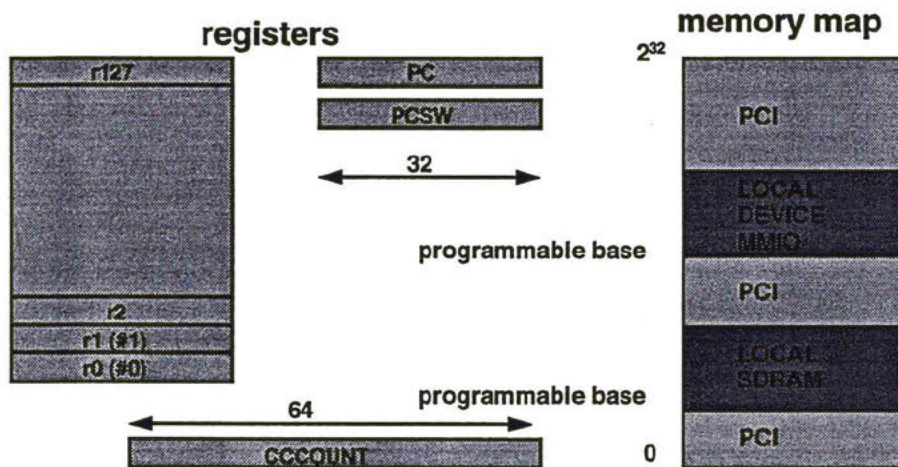 registers
memory map
2³²
r127
PC
PCSW
32
PCI
LOCAL
DEVICE
MMIO
programmable base
PCI
r2
r1 (#1)
r0 (#0)
LOCAL
SDRAM
programmable base
64
CCCOUNT
PCI
0